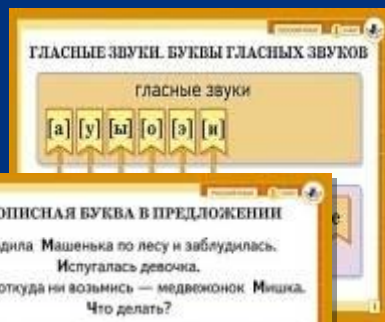 ГЛАСНЫЕ ЗВУКИ. БУКВЫ ГЛАСНЫХ ЗВУКОВ
гласные звуки
[а] [у] [ы] [о] [э] [и]
е
ОПИСНАЯ БУКВА В ПРЕДЛОЖЕНИИ
дила Машенька по лесу и заблудилась.
Испугалась девочка.
откуда ни возьмись — медвежонок Мишка.
Что делать?